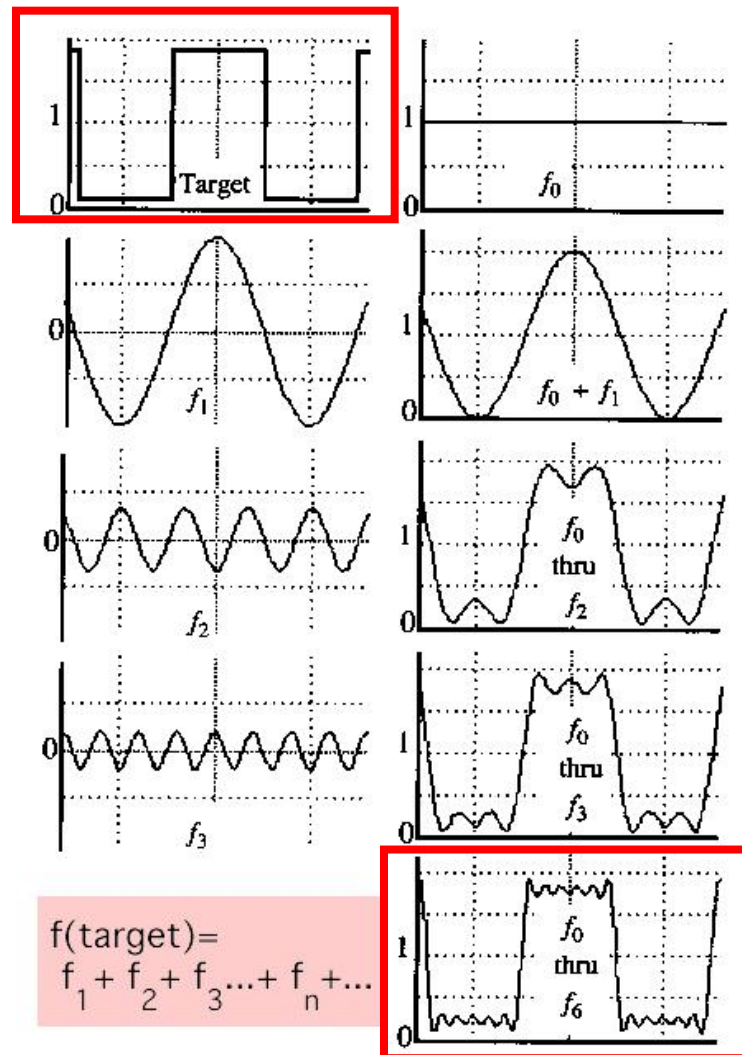 1
0
Target
1
0
f₀
0
f₁
1
0
f₀ + f₁
0
f₂
1
0
f₀
thru
f₂
0
f₃
1
0
f₀
thru
f₃
f(target)=
f₁ + f₂ + f₃...+ fₙ+...
1
0
f₀
thru
f₆